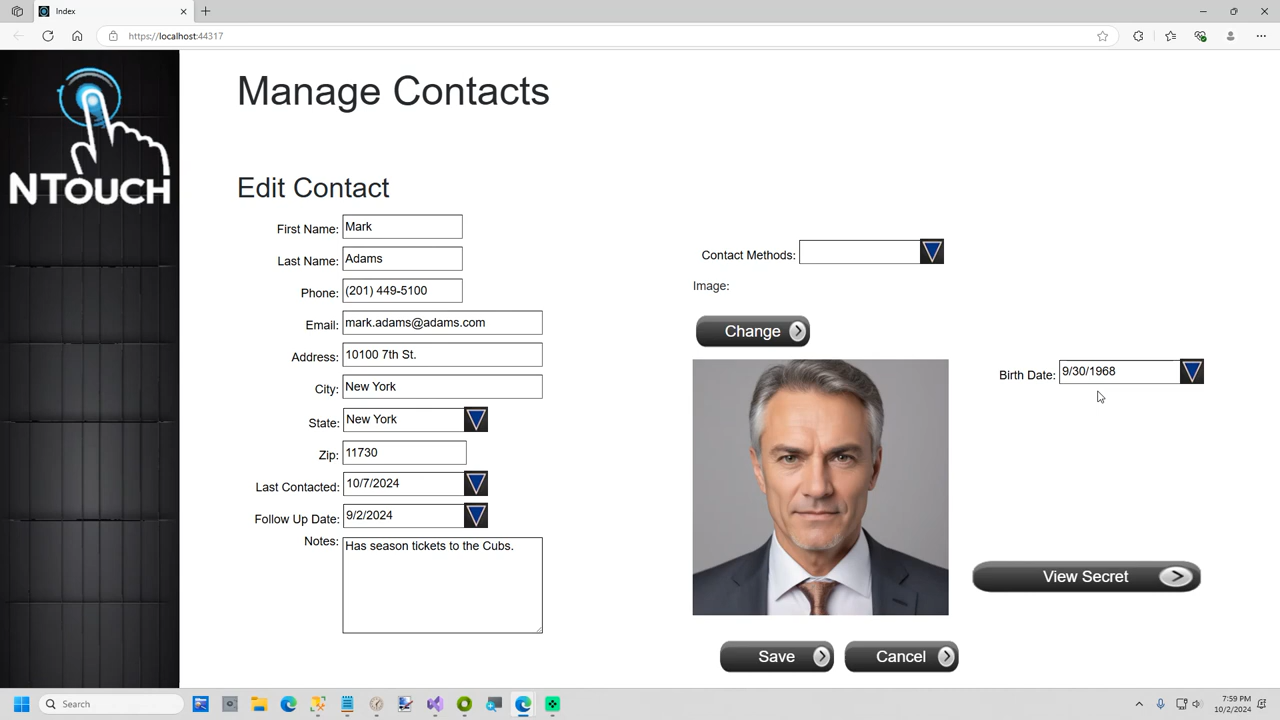 Index
https://localhost:44317
NTOUCH
Manage Contacts
Edit Contact
First Name: Mark
Last Name: Adams
Phone: (201) 449-5100
Email: mark.adams@adams.com
Address: 10100 7th St.
City: New York
State: New York
Zip: 11730
Last Contacted: 10/7/2024
Follow Up Date: 9/2/2024
Notes: Has season tickets to the Cubs.
Contact Methods:
Image:
Change
Birth Date: 9/30/1968
View Secret
Save
Cancel
Search
7:59 PM
10/2/2024